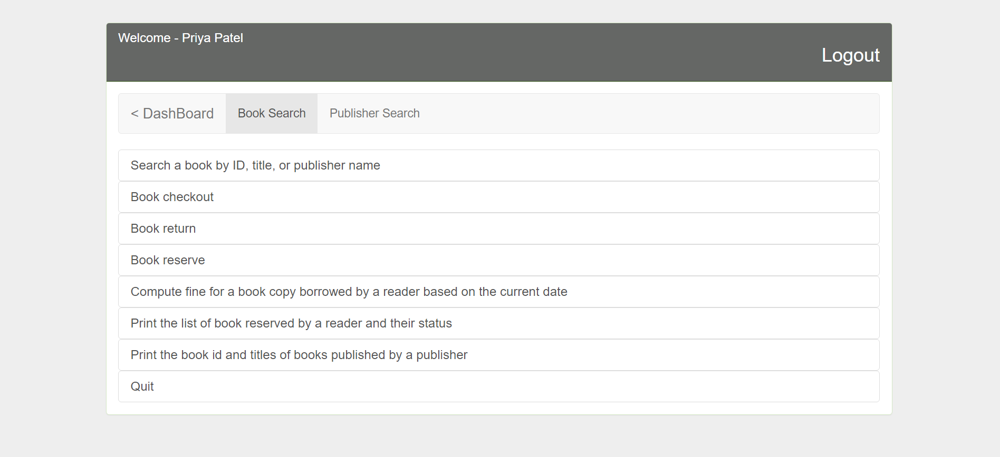 Welcome - Priya Patel
Logout
< DashBoard Book Search Publisher Search
Search a book by ID, title, or publisher name
Book checkout
Book return
Book reserve
Compute fine for a book copy borrowed by a reader based on the current date
Print the list of book reserved by a reader and their status
Print the book id and titles of books published by a publisher
Quit